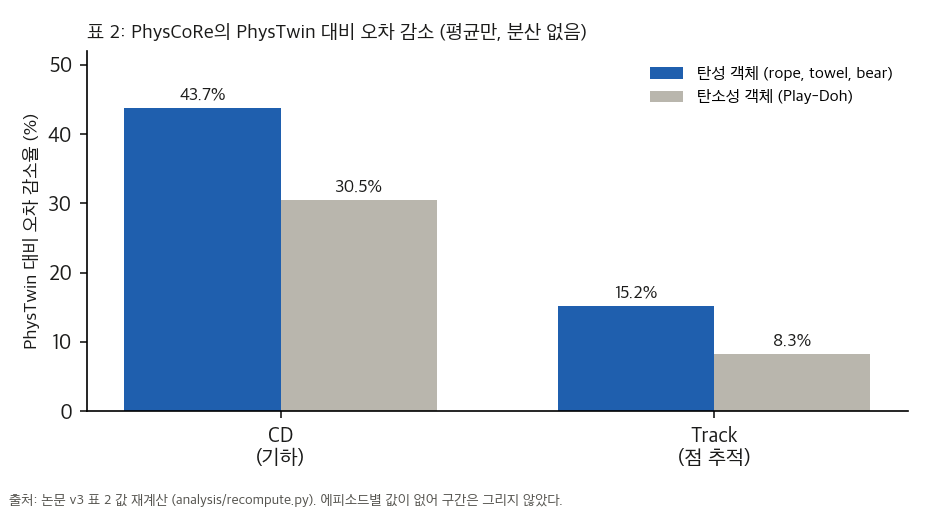 표 2: PhysCoRe의 PhysTwin 대비 오차 감소 (평균만, 분산 없음)
탄성 객체 (rope, towel, bear)
탄소성 객체 (Play-Doh)
PhysTwin 대비 오차 감소율 (%)
50
40
30
20
10
0
43.7%
30.5%
15.2%
8.3%
CD
(기하)
Track
(점 추적)
출처: 논문 v3 표 2 값 재계산 (analysis/recompute.py). 에피소드별 값이 없어 구간은 그리지 않았다.